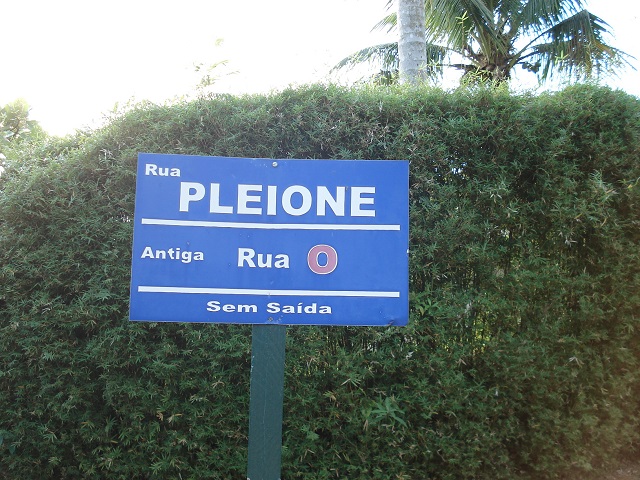 Rua
PLEIONE
Antiga Rua O
Sem Saída